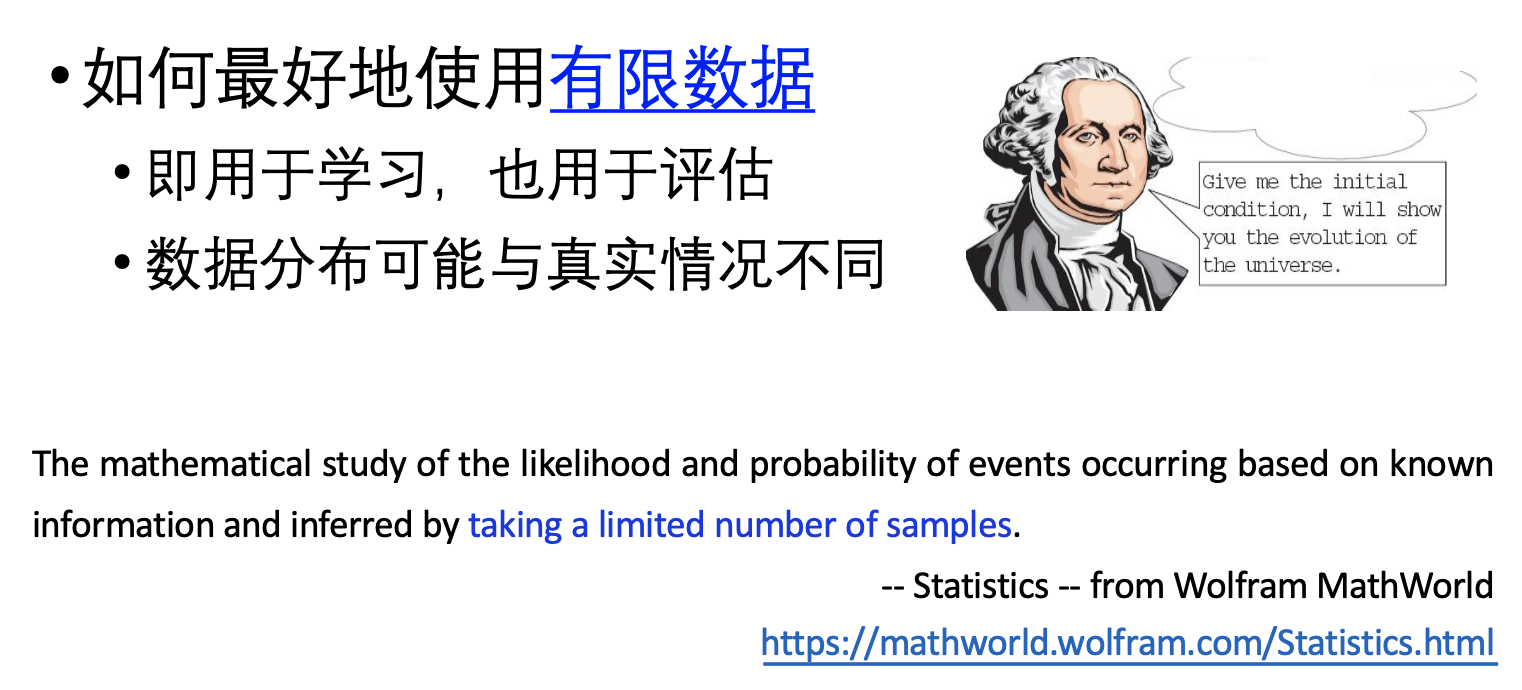 •如何最好地使用有限数据
•即用于学习，也用于评估
•数据分布可能与真实情况不同
Give me the initial
condition, I will show
you the evolution of
the universe.
The mathematical study of the likelihood and probability of events occurring based on known
information and inferred by taking a limited number of samples.
-- Statistics -- from Wolfram MathWorld
https://mathworld.wolfram.com/Statistics.html